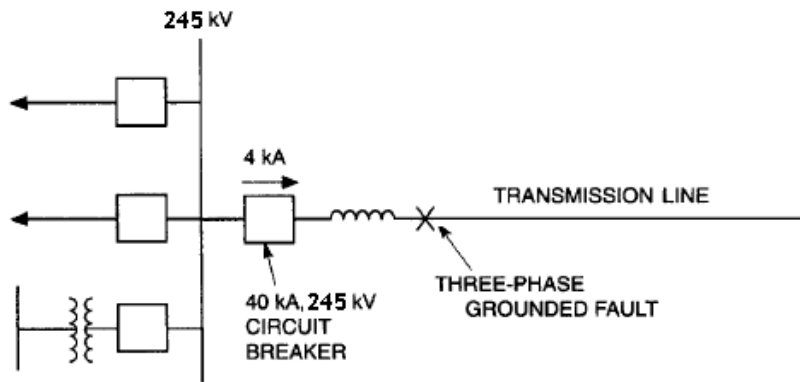 245 kV
4 kA
TRANSMISSION LINE
THREE-PHASE
GROUNDED FAULT
40 kA, 245 kV
CIRCUIT
BREAKER